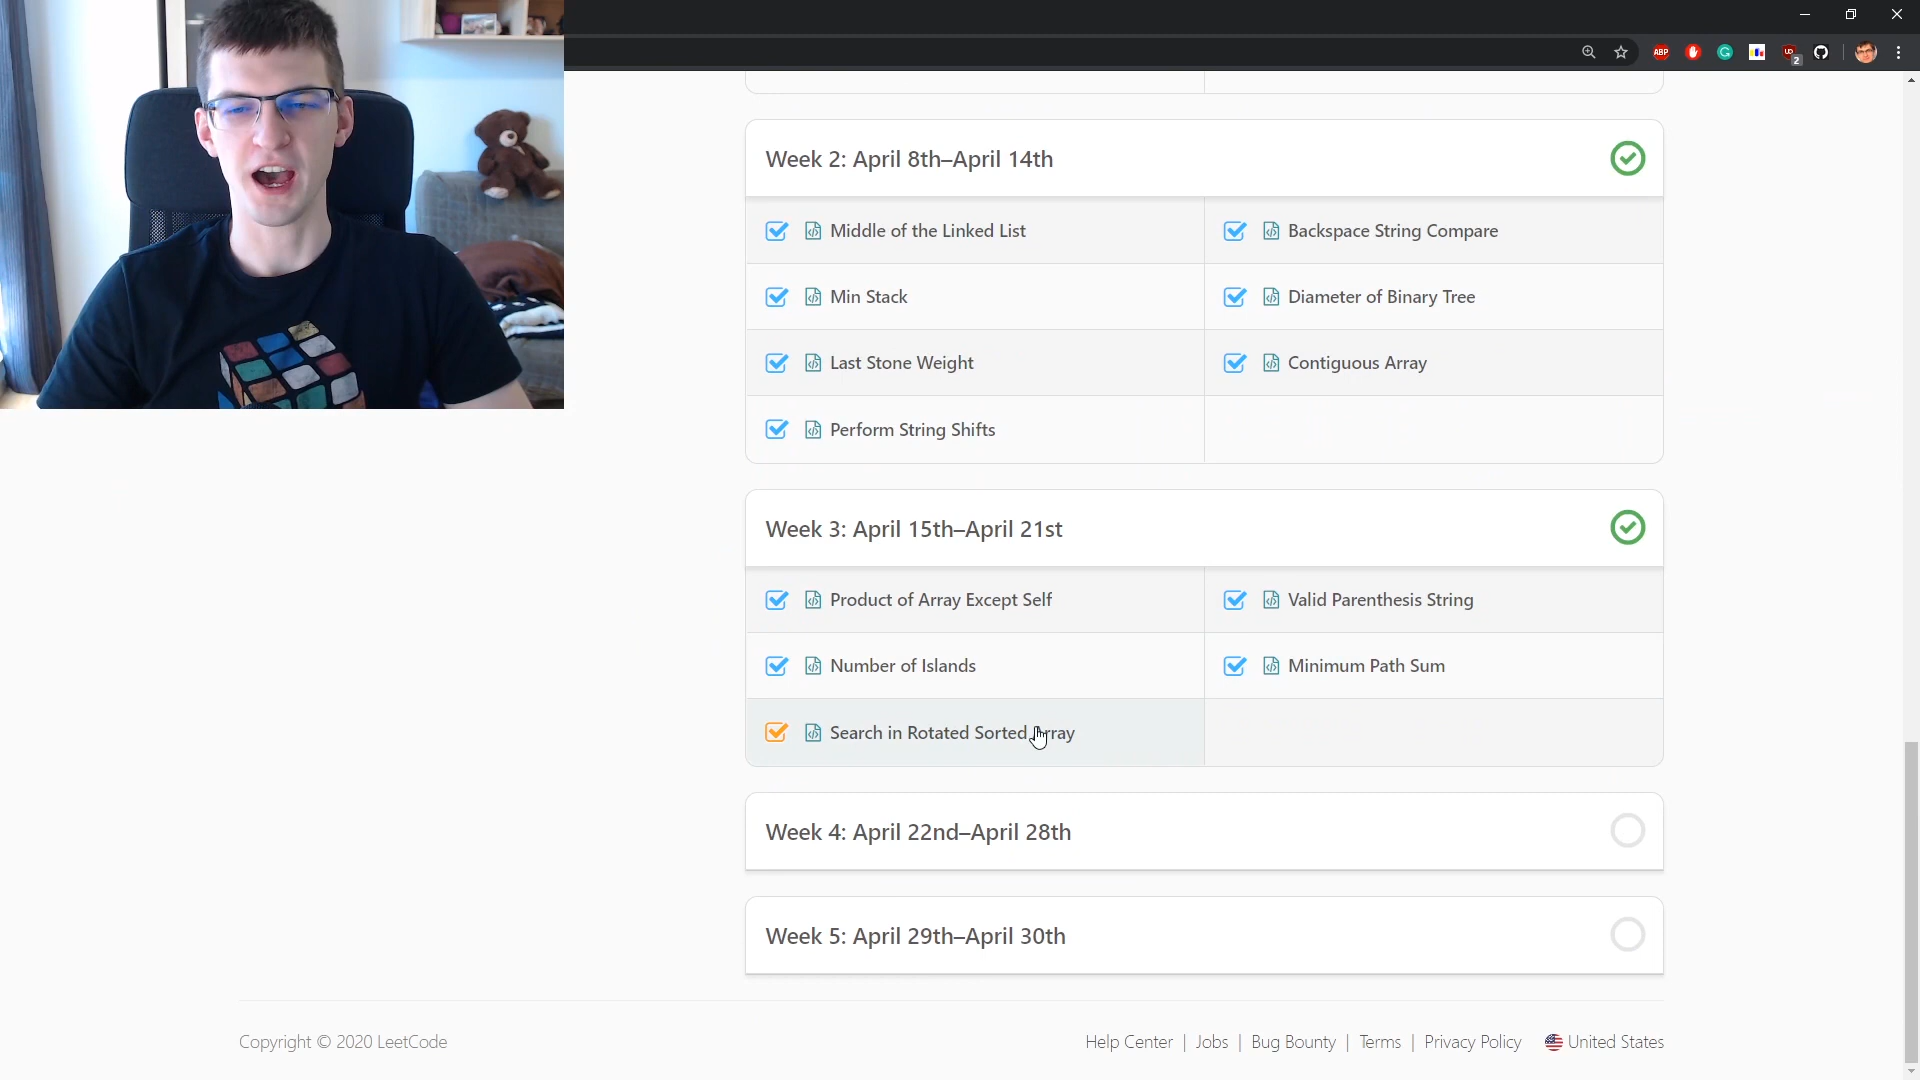 ABP
G
UD
2
Week 2: April 8th–April 14th
Middle of the Linked List
Backspace String Compare
Min Stack
Diameter of Binary Tree
Last Stone Weight
Contiguous Array
Perform String Shifts
Week 3: April 15th–April 21st
Product of Array Except Self
Valid Parenthesis String
Number of Islands
Minimum Path Sum
Search in Rotated Sorted Array
Week 4: April 22nd–April 28th
Week 5: April 29th–April 30th
Copyright © 2020 LeetCode
Help Center | Jobs | Bug Bounty | Terms | Privacy Policy United States